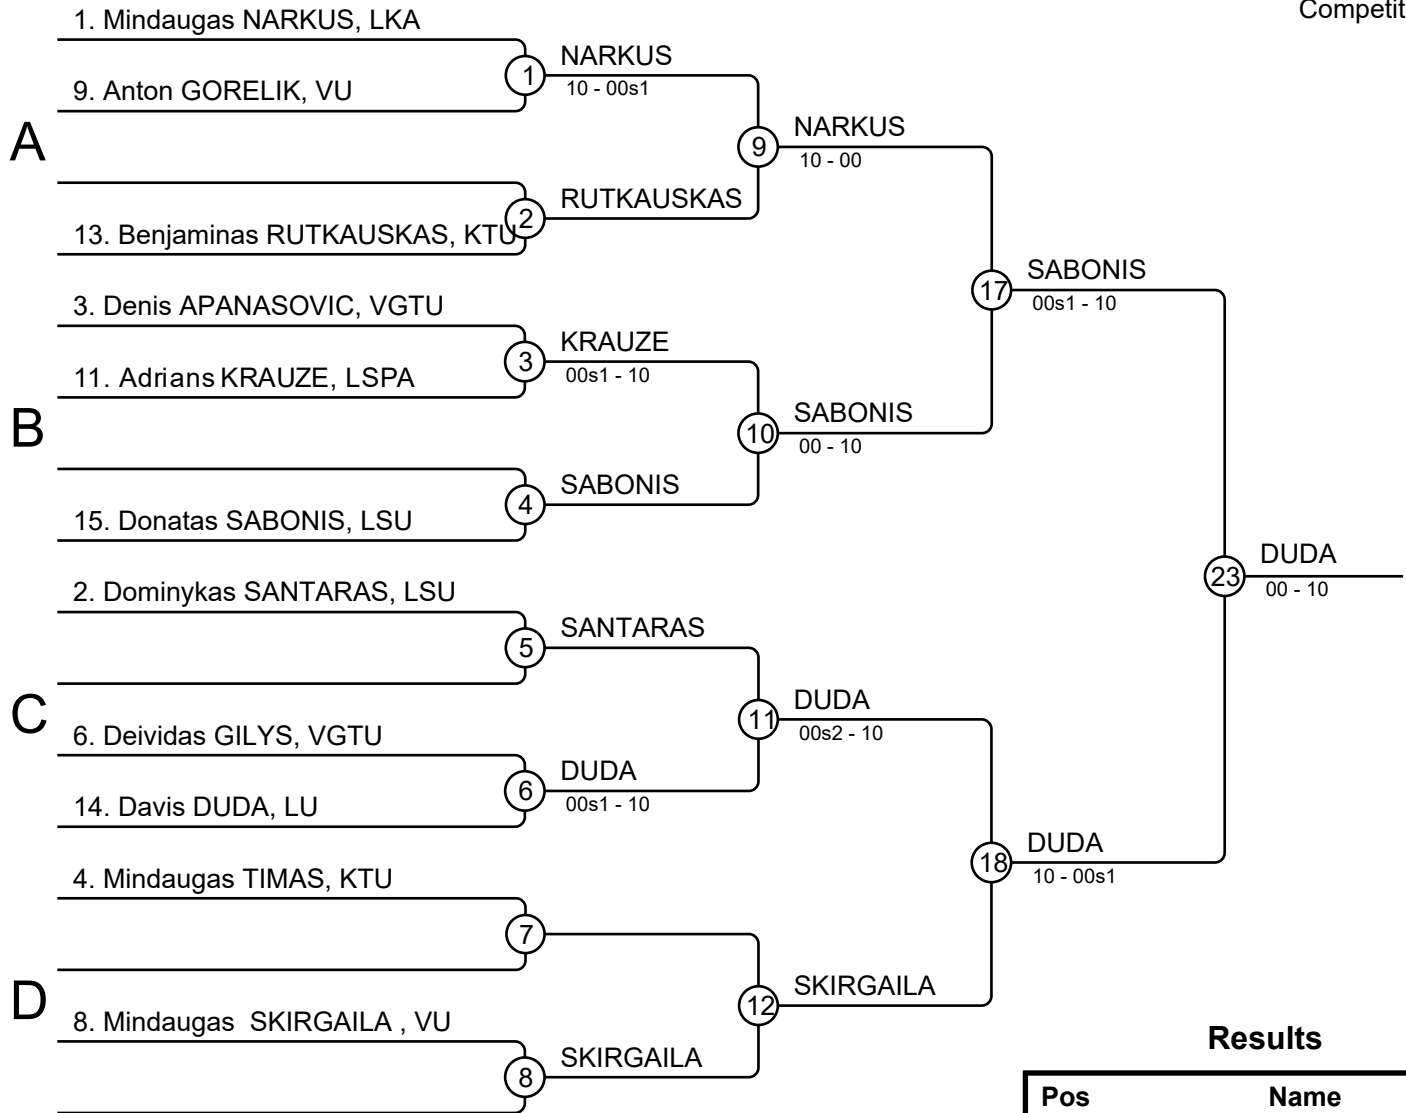 Competit
1. Mindaugas NARKUS, LKA
1
NARKUS
10 - 00s1
9. Anton GORELIK, VU
A
9
NARKUS
10 - 00
2
RUTKAUSKAS
13. Benjaminas RUTKAUSKAS, KTU
17
SABONIS
00s1 - 10
3. Denis APANASOVIC, VGTU
3
KRAUZE
00s1 - 10
11. Adrians KRAUZE, LSPA
B
10
SABONIS
00 - 10
4
SABONIS
15. Donatas SABONIS, LSU
23
DUDA
00 - 10
2. Dominykas SANTARAS, LSU
5
SANTARAS
C
11
DUDA
00s2 - 10
6. Deividas GILYS, VGTU
6
DUDA
00s1 - 10
14. Davis DUDA, LU
18
DUDA
10 - 00s1
4. Mindaugas TIMAS, KTU
7
D
12
SKIRGAILA
8. Mindaugas  SKIRGAILA , VU
8
SKIRGAILA
Results
Pos Name